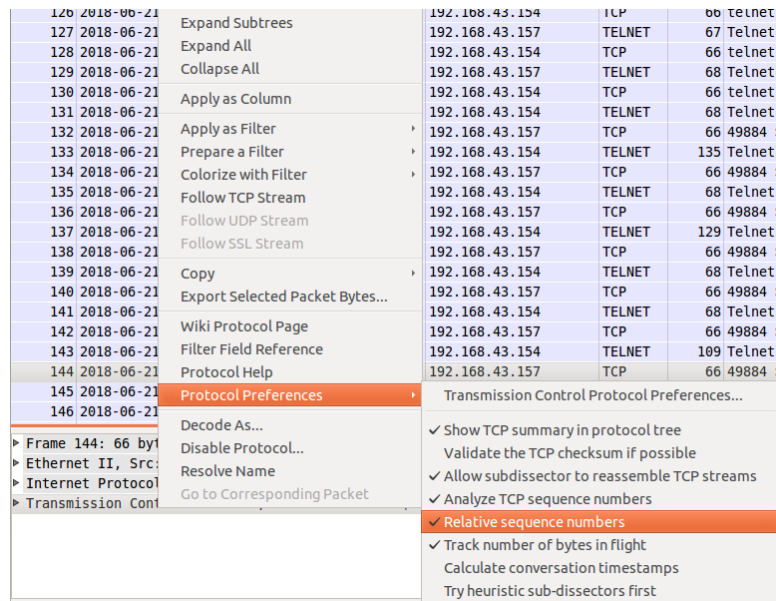 126 2018-06-21
127 2018-06-21
128 2018-06-21
129 2018-06-21
130 2018-06-21
131 2018-06-21
132 2018-06-21
133 2018-06-21
134 2018-06-21
135 2018-06-21
136 2018-06-21
137 2018-06-21
138 2018-06-21
139 2018-06-21
140 2018-06-21
141 2018-06-21
142 2018-06-21
143 2018-06-21
144 2018-06-21
145 2018-06-21
146 2018-06-21
Frame 144: 66 byt
Ethernet II, Src:
Internet Protocol
Transmission Cont
Expand Subtrees
Expand All
Collapse All
Apply as Column
Apply as Filter
Prepare a Filter
Colorize with Filter
Follow TCP Stream
Follow UDP Stream
Follow SSL Stream
Copy
Export Selected Packet Bytes...
Wiki Protocol Page
Filter Field Reference
Protocol Help
Protocol Preferences
Decode As...
Disable Protocol...
Resolve Name
Go to Corresponding Packet
192.168.43.154 TCP 66 telnet
192.168.43.157 TELNET 67 Telnet
192.168.43.154 TCP 66 telnet
192.168.43.157 TELNET 68 Telnet
192.168.43.154 TCP 66 telnet
192.168.43.154 TELNET 68 Telnet
192.168.43.157 TCP 66 49884
192.168.43.154 TELNET 135 Telnet
192.168.43.157 TCP 66 49884
192.168.43.154 TELNET 68 Telnet
192.168.43.157 TCP 66 49884
192.168.43.154 TELNET 129 Telnet
192.168.43.157 TCP 66 49884
192.168.43.154 TELNET 68 Telnet
192.168.43.157 TCP 66 49884
192.168.43.154 TELNET 68 Telnet
192.168.43.157 TCP 66 49884
192.168.43.154 TELNET 109 Telnet
192.168.43.157 TCP 66 49884
Transmission Control Protocol Preferences...
Show TCP summary in protocol tree
Validate the TCP checksum if possible
Allow subdissector to reassemble TCP streams
Analyze TCP sequence numbers
Relative sequence numbers
Track number of bytes in flight
Calculate conversation timestamps
Try heuristic sub-dissectors first